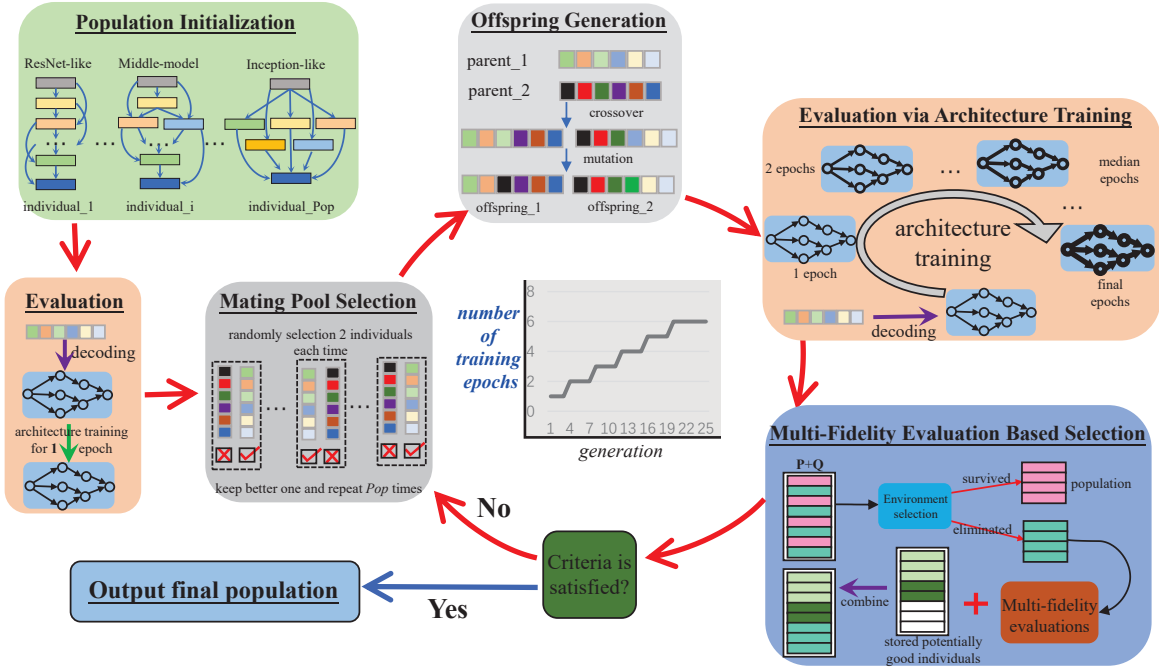 Population Initialization
ResNet-like
Middle-model
Inception-like
...
...
...
...
...
individual_1
individual_i
individual_Pop
Offspring Generation
parent_1
parent_2
crossover
mutation
offspring_1
offspring_2
Evaluation via Architecture Training
2 epochs
...
median
epochs
...
architecture
training
1 epoch
final
epochs
decoding
Evaluation
decoding
architecture training
for 1 epoch
Mating Pool Selection
randomly selection 2 individuals
each time
...
...
keep better one and repeat Pop times
number
of
training
epochs
8
6
4
2
0
1 4 7 10 13 16 19 22 25
generation
Multi-Fidelity Evaluation Based Selection
P+Q
Environment
selection
survived
population
eliminated
combine
+
Multi-fidelity
evaluations
stored potentially
good individuals
No
Criteria is
satisfied?
Yes
Output final population